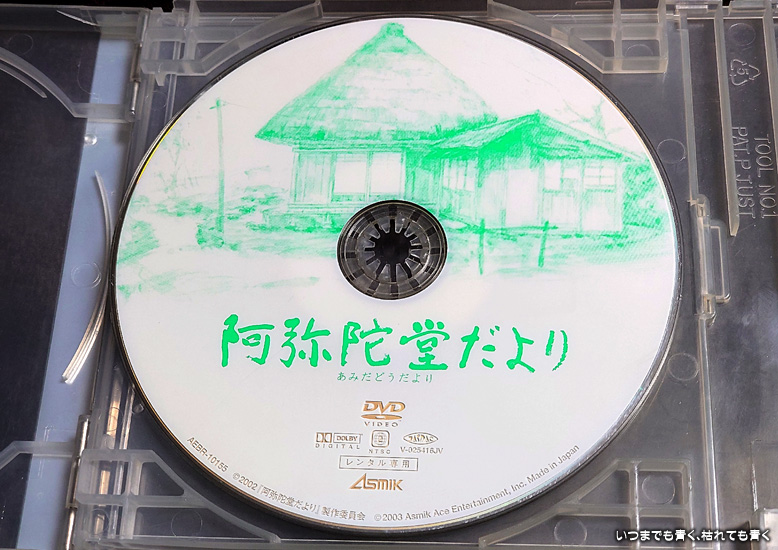 阿弥陀堂だより
あみだどうだより
DVD
VIDEO
DOLBY
DIGITAL
2
NTSC
V-025416JV
レンタル専用
ASMIK
AEBR-10155
©2002「阿弥陀堂だより」製作委員会 ©2003 Asmik Ace Entertainment, Inc. Made in Japan
5
TOOL NO.1
PAT.P JUST
いつまでも青く、枯れても青く